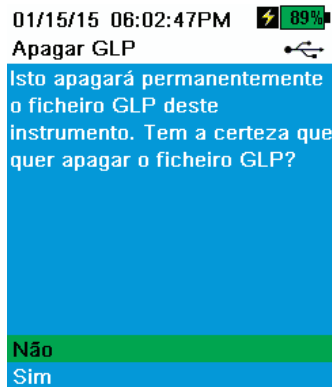 01/15/15 06:02:47PM 89%
Apagar GLP
Isto apagará permanentemente
o ficheiro GLP deste
instrumento. Tem a certeza que
quer apagar o ficheiro GLP?
Não
Sim